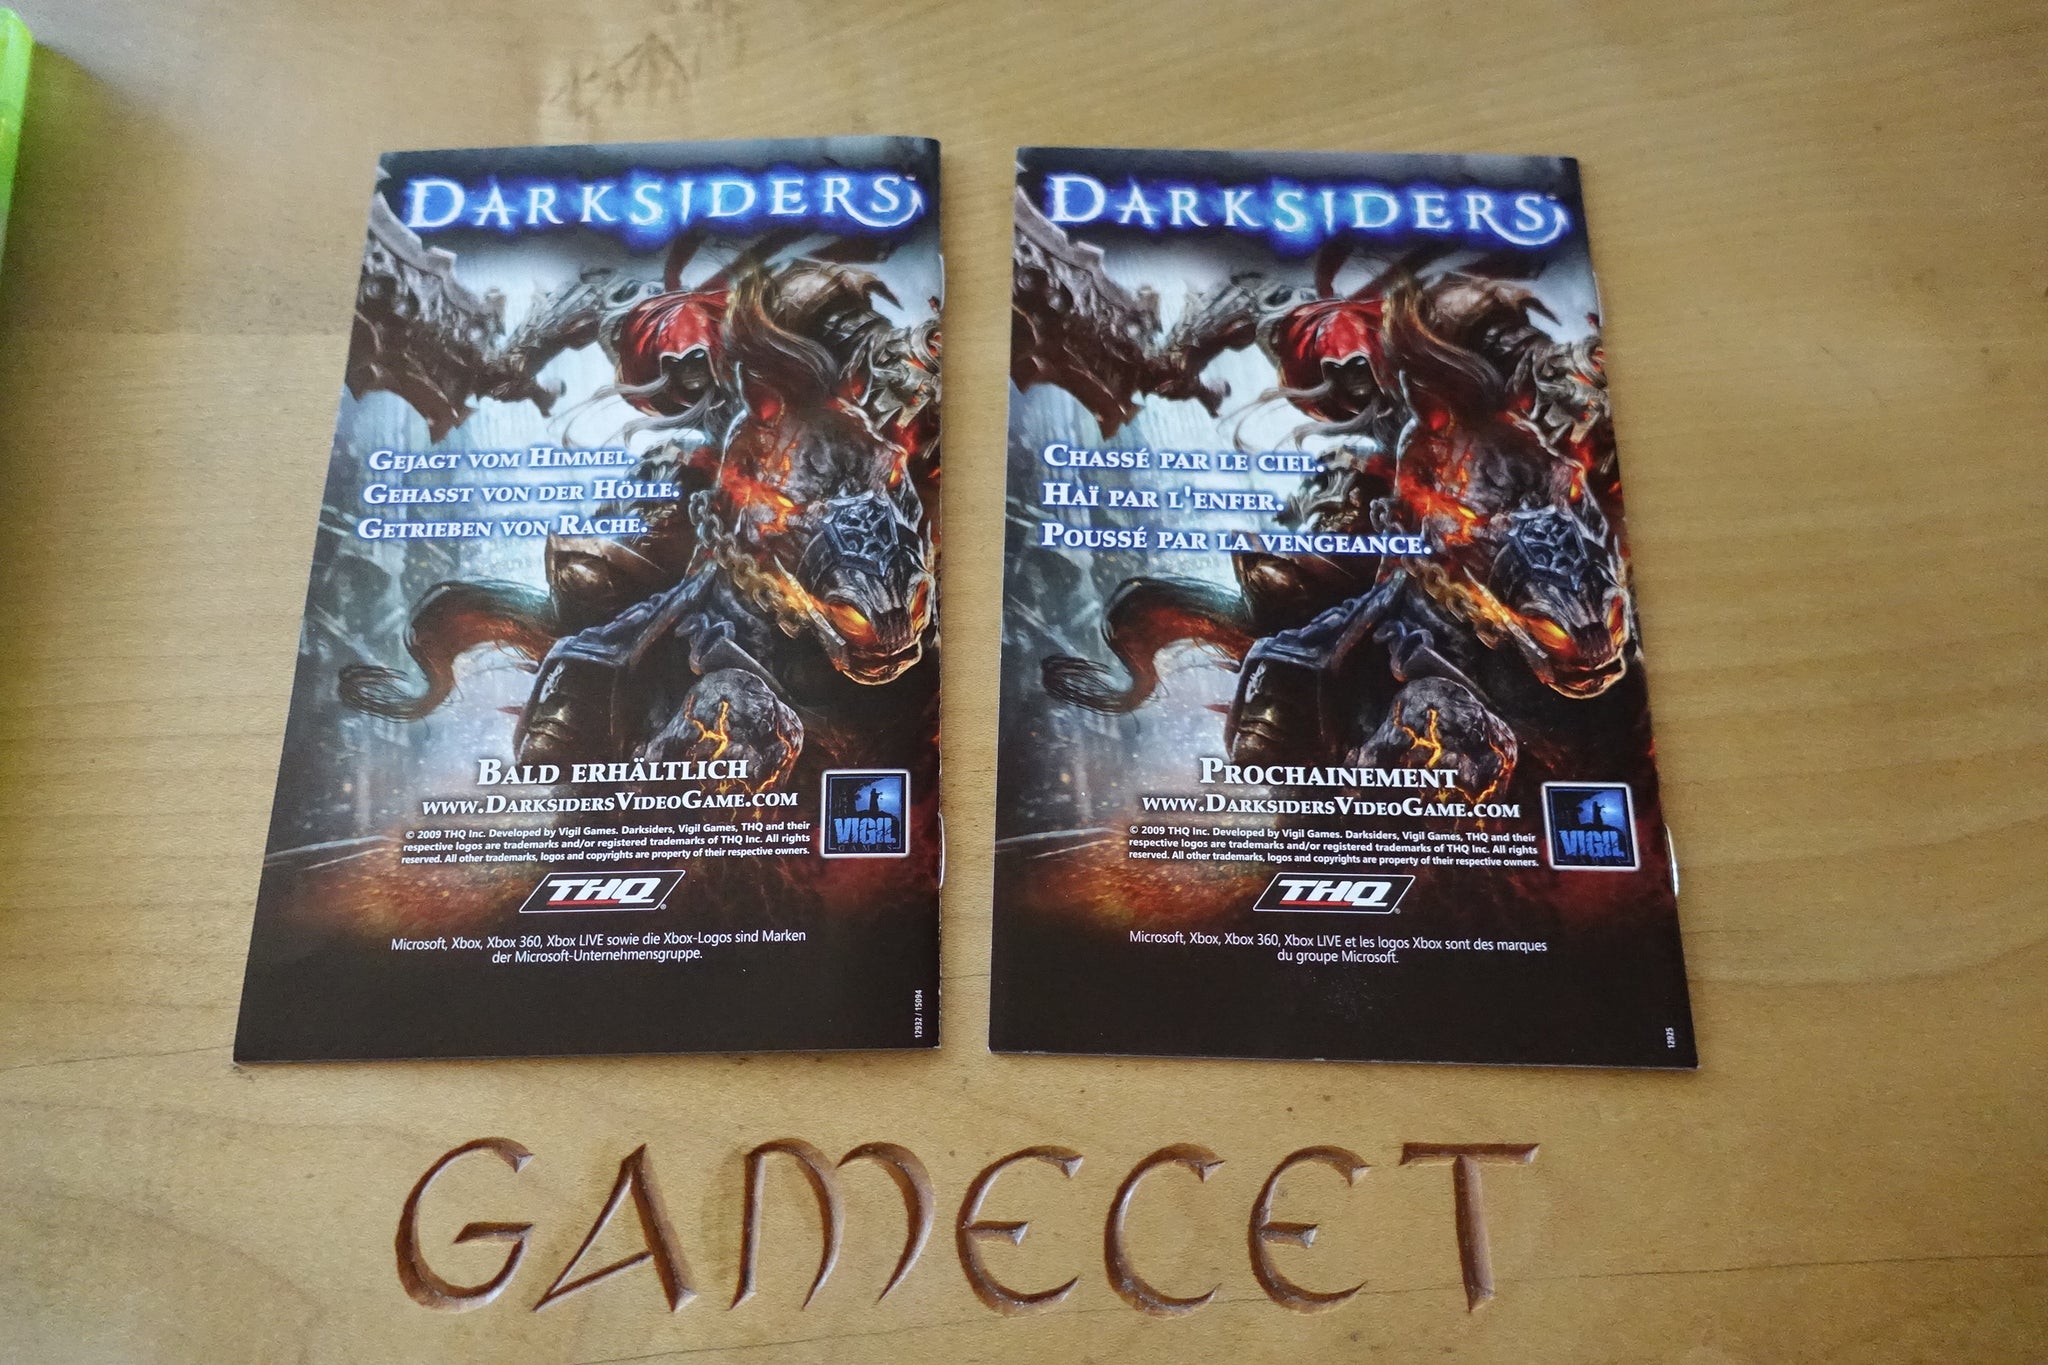 DARKSIDERS
GEJAGT VOM HIMMEL.
GEHASST VON DER HÖLLE.
GETRIEBEN VON RACHE.
BALD ERHÄLTLICH
WWW.DARKSIDERSVIDEOGAME.COM
© 2009 THQ Inc. Developed by Vigil Games. Darksiders, Vigil Games, THQ and their
respective logos are trademarks and/or registered trademarks of THQ Inc. All rights
reserved. All other trademarks, logos and copyrights are property of their respective owners.
VIGIL
GAMES
THQ
Microsoft, Xbox, Xbox 360, Xbox LIVE sowie die Xbox-Logos sind Marken
der Microsoft-Unternehmensgruppe.
12932 / 15094
DARKSIDERS
CHASSÉ PAR LE CIEL.
HAÏ PAR L'ENFER.
POUSSÉ PAR LA VENGEANCE.
PROCHAINEMENT
WWW.DARKSIDERSVIDEOGAME.COM
© 2009 THQ Inc. Developed by Vigil Games. Darksiders, Vigil Games, THQ and their
respective logos are trademarks and/or registered trademarks of THQ Inc. All rights
reserved. All other trademarks, logos and copyrights are property of their respective owners.
VIGIL
GAMES
THQ
Microsoft, Xbox, Xbox 360, Xbox LIVE et les logos Xbox sont des marques
du groupe Microsoft.
12925
GAMECET